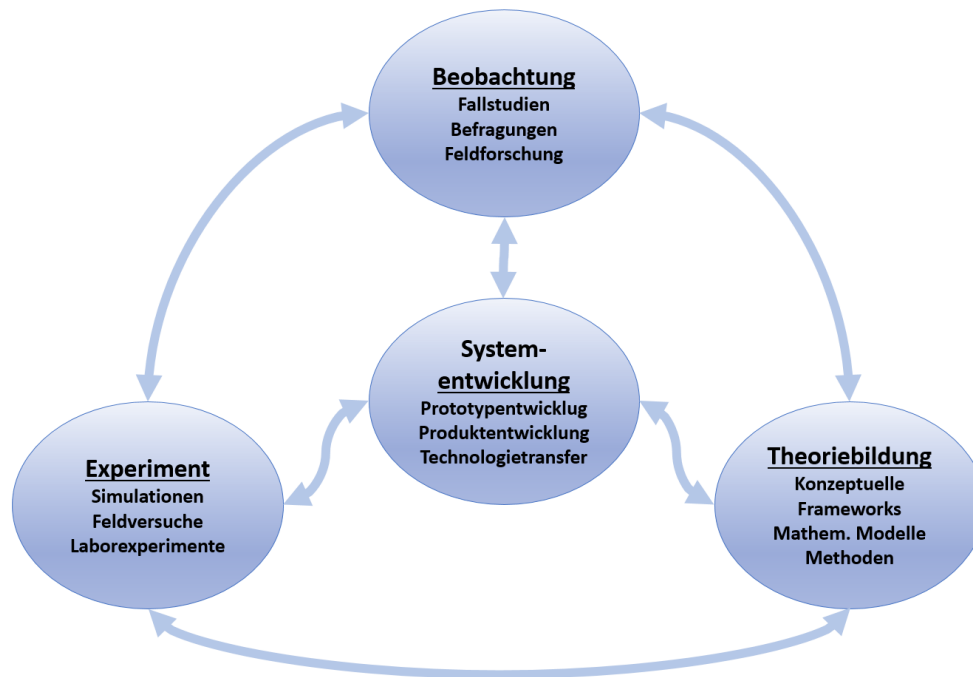 Beobachtung
Fallstudien
Befragungen
Feldforschung
System-
entwicklung
Prototypentwicklug
Produktentwicklung
Technologietransfer
Experiment
Simulationen
Feldversuche
Laborexperimente
Theoriebildung
Konzeptuelle
Frameworks
Mathem. Modelle
Methoden